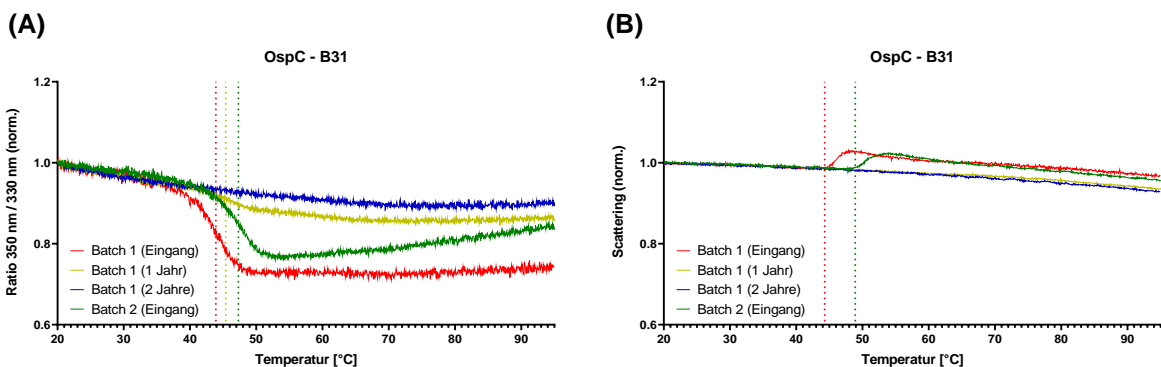 (A)
OspC - B31
Ratio 350 nm / 330 nm (norm.)
1.2
1.0
0.8
0.6
Batch 1 (Eingang)
Batch 1 (1 Jahr)
Batch 1 (2 Jahre)
Batch 2 (Eingang)
20 30 40 50 60 70 80 90
Temperatur [°C]
(B)
OspC - B31
Scattering (norm.)
1.2
1.0
0.8
0.6
Batch 1 (Eingang)
Batch 1 (1 Jahr)
Batch 1 (2 Jahre)
Batch 2 (Eingang)
20 30 40 50 60 70 80 90
Temperatur [°C]